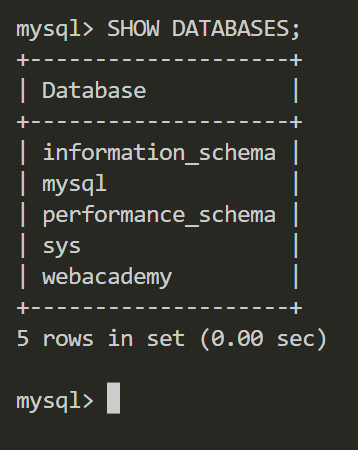 mysql> SHOW DATABASES;
+--------------------+
| Database           |
+--------------------+
| information_schema |
| mysql              |
| performance_schema |
| sys                |
| webacademy         |
+--------------------+
5 rows in set (0.00 sec)
mysql>